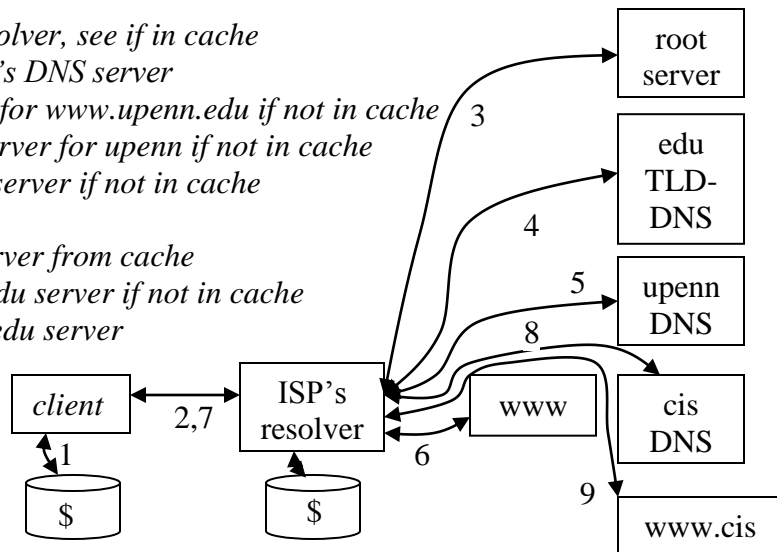 olver, see if in cache
's DNS server
for www.upenn.edu if not in cache
rver for upenn if not in cache
server if not in cache
rver from cache
du server if not in cache
edu server
root
server
3
edu
TLD-
DNS
4
5
upenn
DNS
8
client
2,7
ISP's
resolver
www
cis
DNS
1
6
$
$
9
www.cis